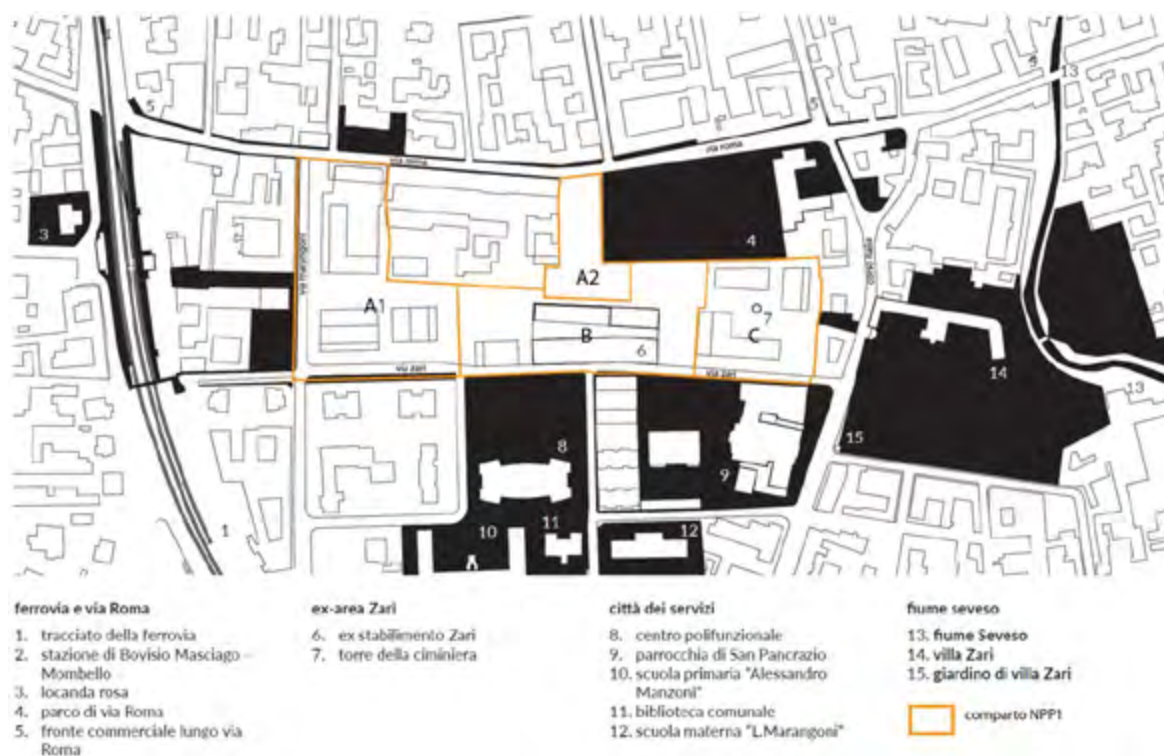 13
5
5
via roma
via roma
3
4
via marangoni
corso italia
A2
A1
7
B
C
6
14
via zari
via zari
13
15
8
9
1
10
11
12
ferrovia e via Roma
1. tracciato della ferrovia
2. stazione di Bovisio Masciago –
Mombello
3. locanda rosa
4. parco di via Roma
5. fronte commerciale lungo via
Roma
ex-area Zari
6. ex stabilimento Zari
7. torre della ciminiera
città dei servizi
8. centro polifunzionale
9. parrocchia di San Pancrazio
10. scuola primaria "Alessandro
Manzoni"
11. biblioteca comunale
12. scuola materna "L.Marangoni"
fiume seveso
13. fiume Seveso
14. villa Zari
15. giardino di villa Zari
comparto NPP1